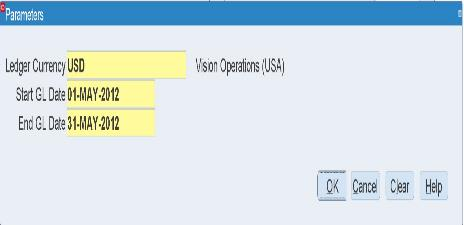 Parameters
Ledger Currency USD Vision Operations (USA)
Start GL Date 01-MAY-2012
End GL Date 31-MAY-2012
OK Cancel Clear Help